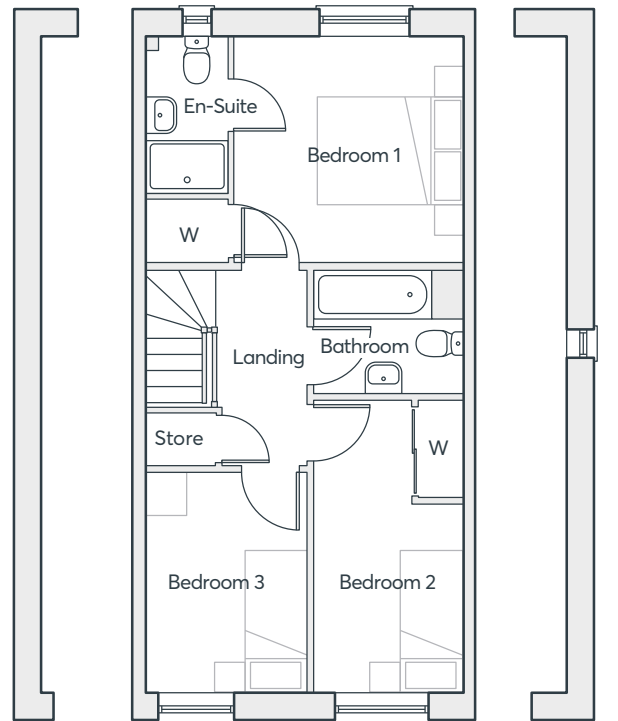 En-Suite
Bedroom 1
W
Landing
Bathroom
Store
W
Bedroom 3
Bedroom 2